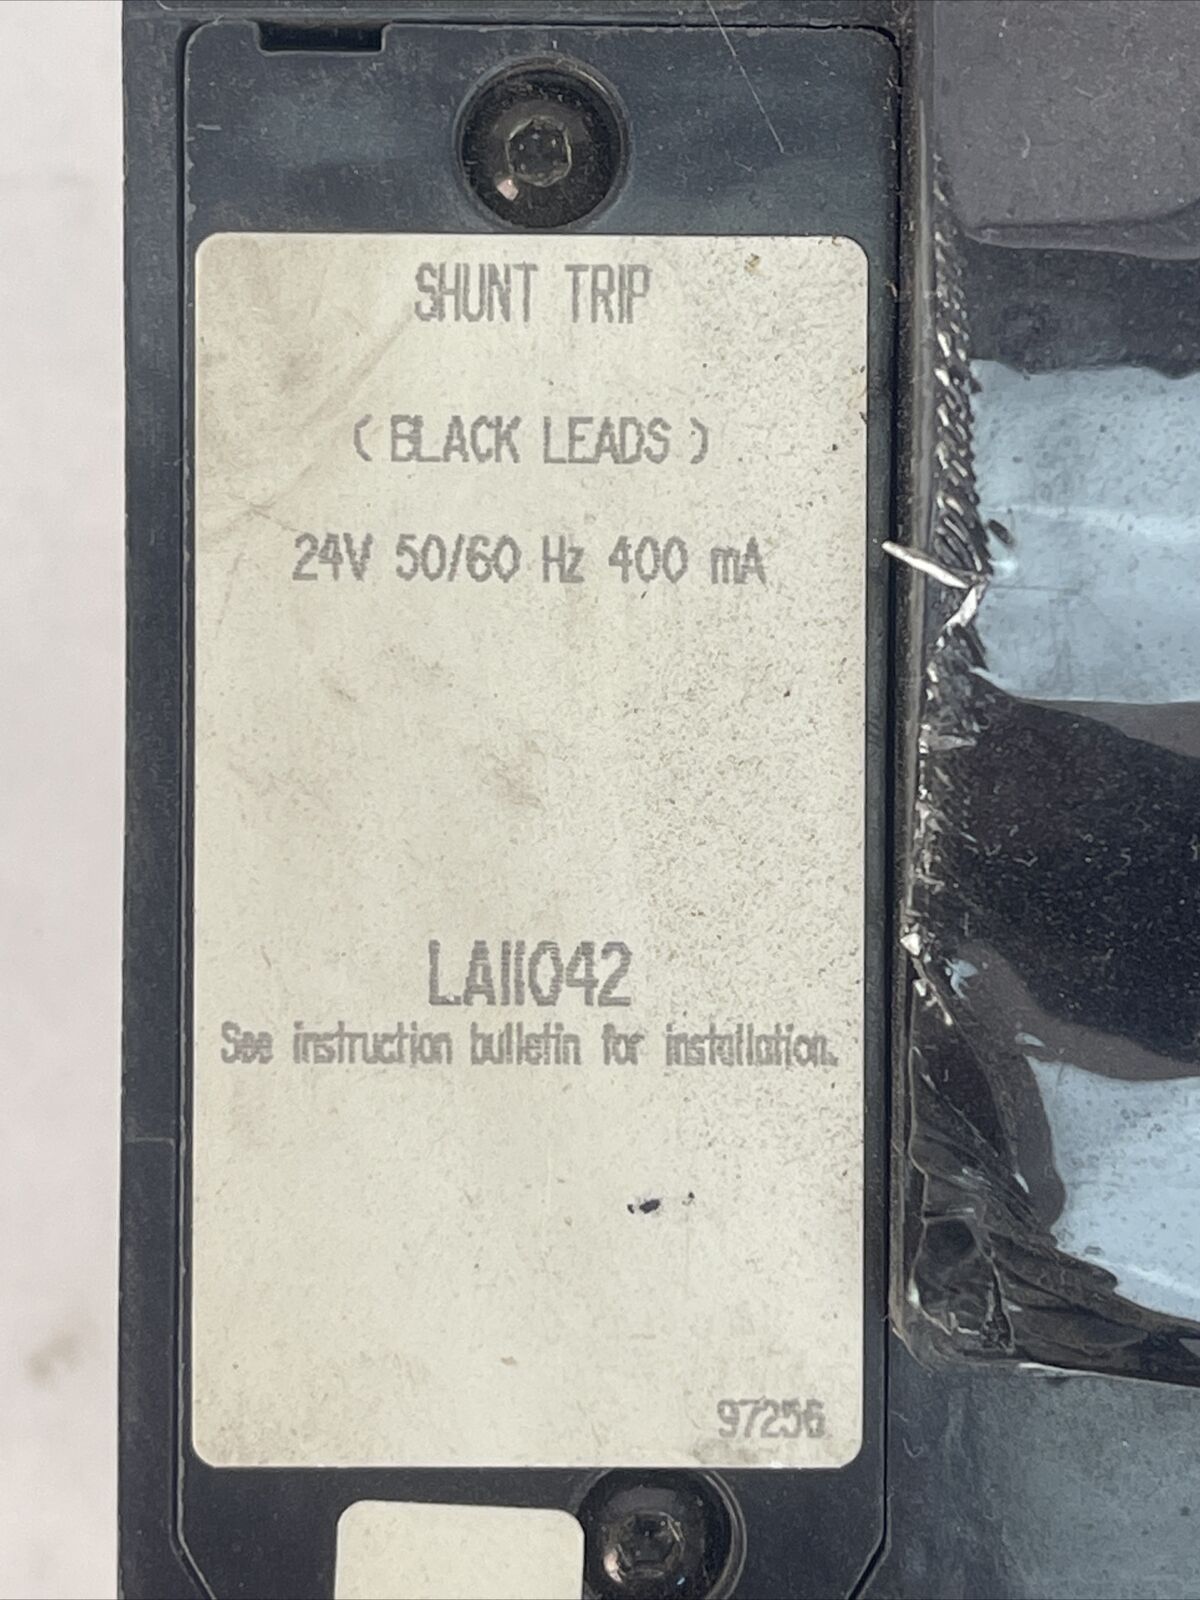 SHUNT TRIP
( BLACK LEADS )
24V 50/60 Hz 400 mA
LA11042
See instruction bulletin for installation.
97256